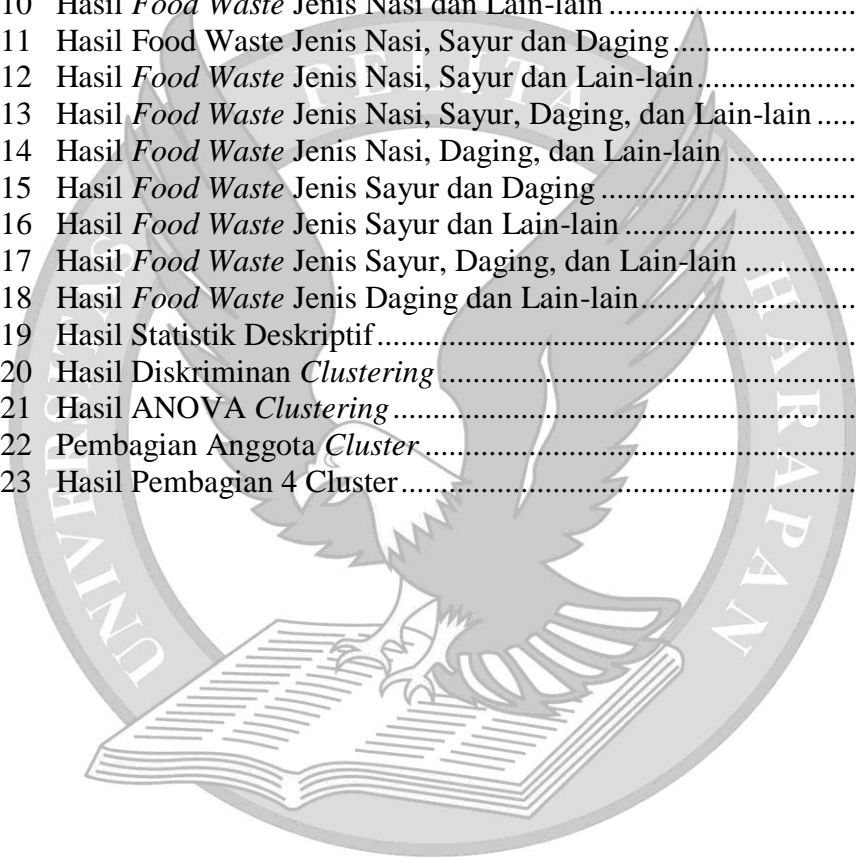 10 Hasil Food Waste Jenis Nasi dan Lain-lain ...............................
11 Hasil Food Waste Jenis Nasi, Sayur dan Daging ......................
12 Hasil Food Waste Jenis Nasi, Sayur dan Lain-lain ...................
13 Hasil Food Waste Jenis Nasi, Sayur, Daging, dan Lain-lain .....
14 Hasil Food Waste Jenis Nasi, Daging, dan Lain-lain ................
15 Hasil Food Waste Jenis Sayur dan Daging ................................
16 Hasil Food Waste Jenis Sayur dan Lain-lain .............................
17 Hasil Food Waste Jenis Sayur, Daging, dan Lain-lain ..............
18 Hasil Food Waste Jenis Daging dan Lain-lain ...........................
19 Hasil Statistik Deskriptif ............................................................
20 Hasil Diskriminan Clustering ....................................................
21 Hasil ANOVA Clustering ..........................................................
22 Pembagian Anggota Cluster ......................................................
23 Hasil Pembagian 4 Cluster .........................................................
UNIVERSITAS PELITA HARAPAN